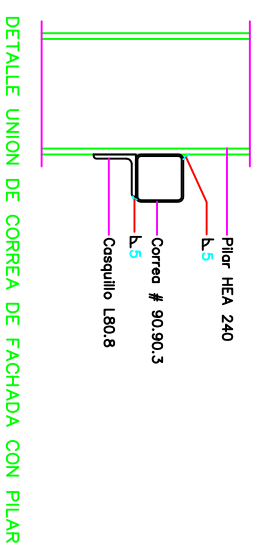 Pilar HEA 240
5
Correa # 90.90.3
5
Casquillo L80.8
DETALLE UNION DE CORREA DE FACHADA CON PILAR